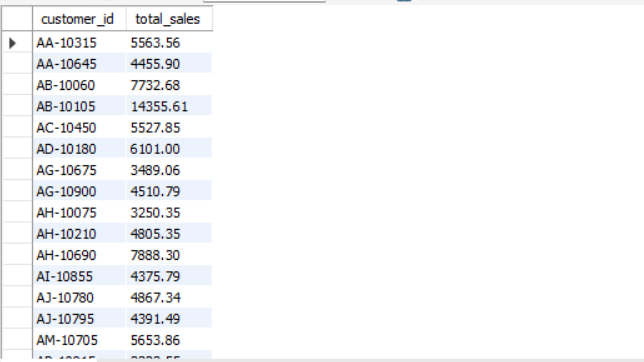 customer_id total_sales
AA-10315 5563.56
AA-10645 4455.90
AB-10060 7732.68
AB-10105 14355.61
AC-10450 5527.85
AD-10180 6101.00
AG-10675 3489.06
AG-10900 4510.79
AH-10075 3250.35
AH-10210 4805.35
AH-10690 7888.30
AI-10855 4375.79
AJ-10780 4867.34
AJ-10795 4391.49
AM-10705 5653.86